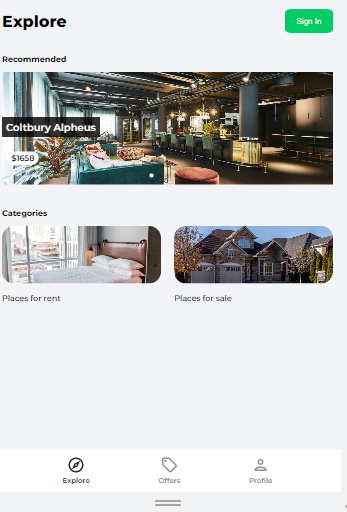 Explore
Sign In
Recommended
Coltbury Alpheus
$1658
Categories
Places for rent
Places for sale
Explore
Offers
Profile